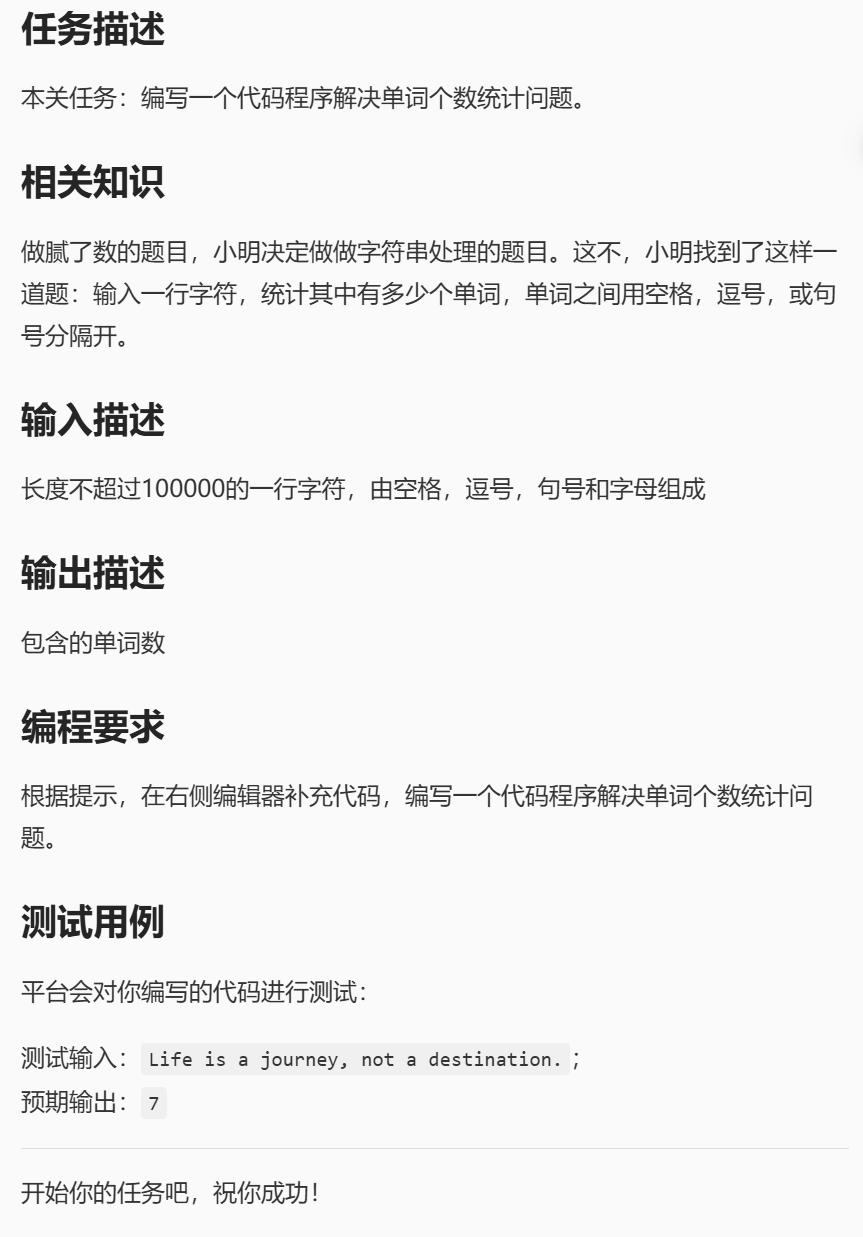 任务描述
本关任务：编写一个代码程序解决单词个数统计问题。
相关知识
做腻了数的题目，小明决定做做字符串处理的题目。这不，小明找到了这样一
道题：输入一行字符，统计其中有多少个单词，单词之间用空格，逗号，或句
号分隔开。
输入描述
长度不超过100000的一行字符，由空格，逗号，句号和字母组成
输出描述
包含的单词数
编程要求
根据提示，在右侧编辑器补充代码，编写一个代码程序解决单词个数统计问
题。
测试用例
平台会对你编写的代码进行测试：
测试输入：Life is a journey, not a destination.；
预期输出：7
开始你的任务吧，祝你成功！